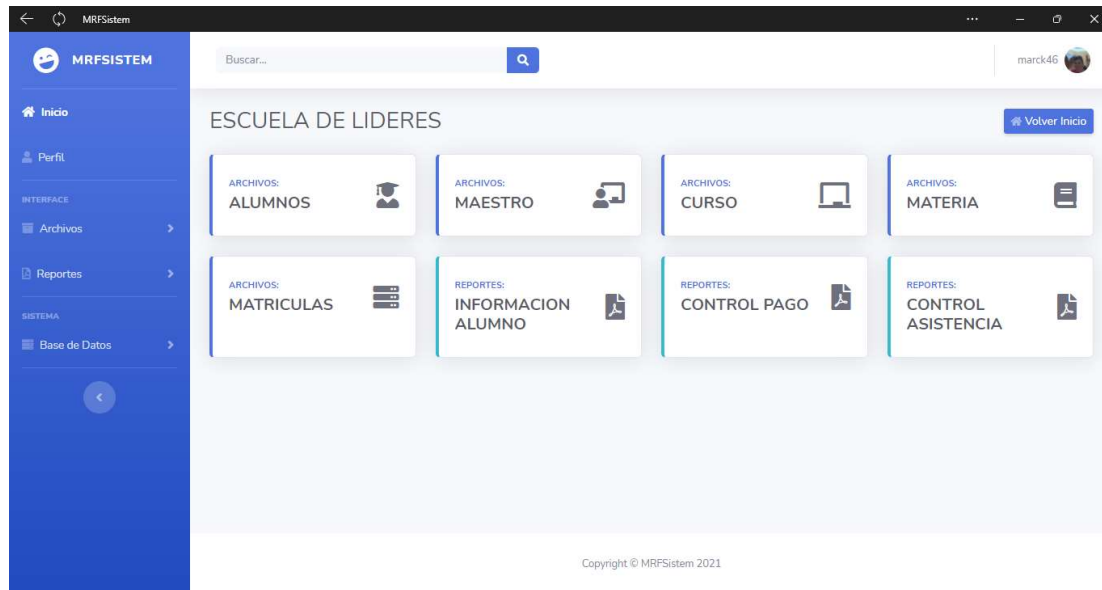 MRFSistem
MRFSISTEM
Buscar...
marck46
Inicio
Perfil
INTERFACE
Archivos
Reportes
SISTEMA
Base de Datos
ESCUELA DE LIDERES
Volver Inicio
ARCHIVOS:
ALUMNOS
ARCHIVOS:
MAESTRO
ARCHIVOS:
CURSO
ARCHIVOS:
MATERIA
ARCHIVOS:
MATRICULAS
REPORTES:
INFORMACION
ALUMNO
REPORTES:
CONTROL PAGO
REPORTES:
CONTROL
ASISTENCIA
Copyright © MRFSistem 2021